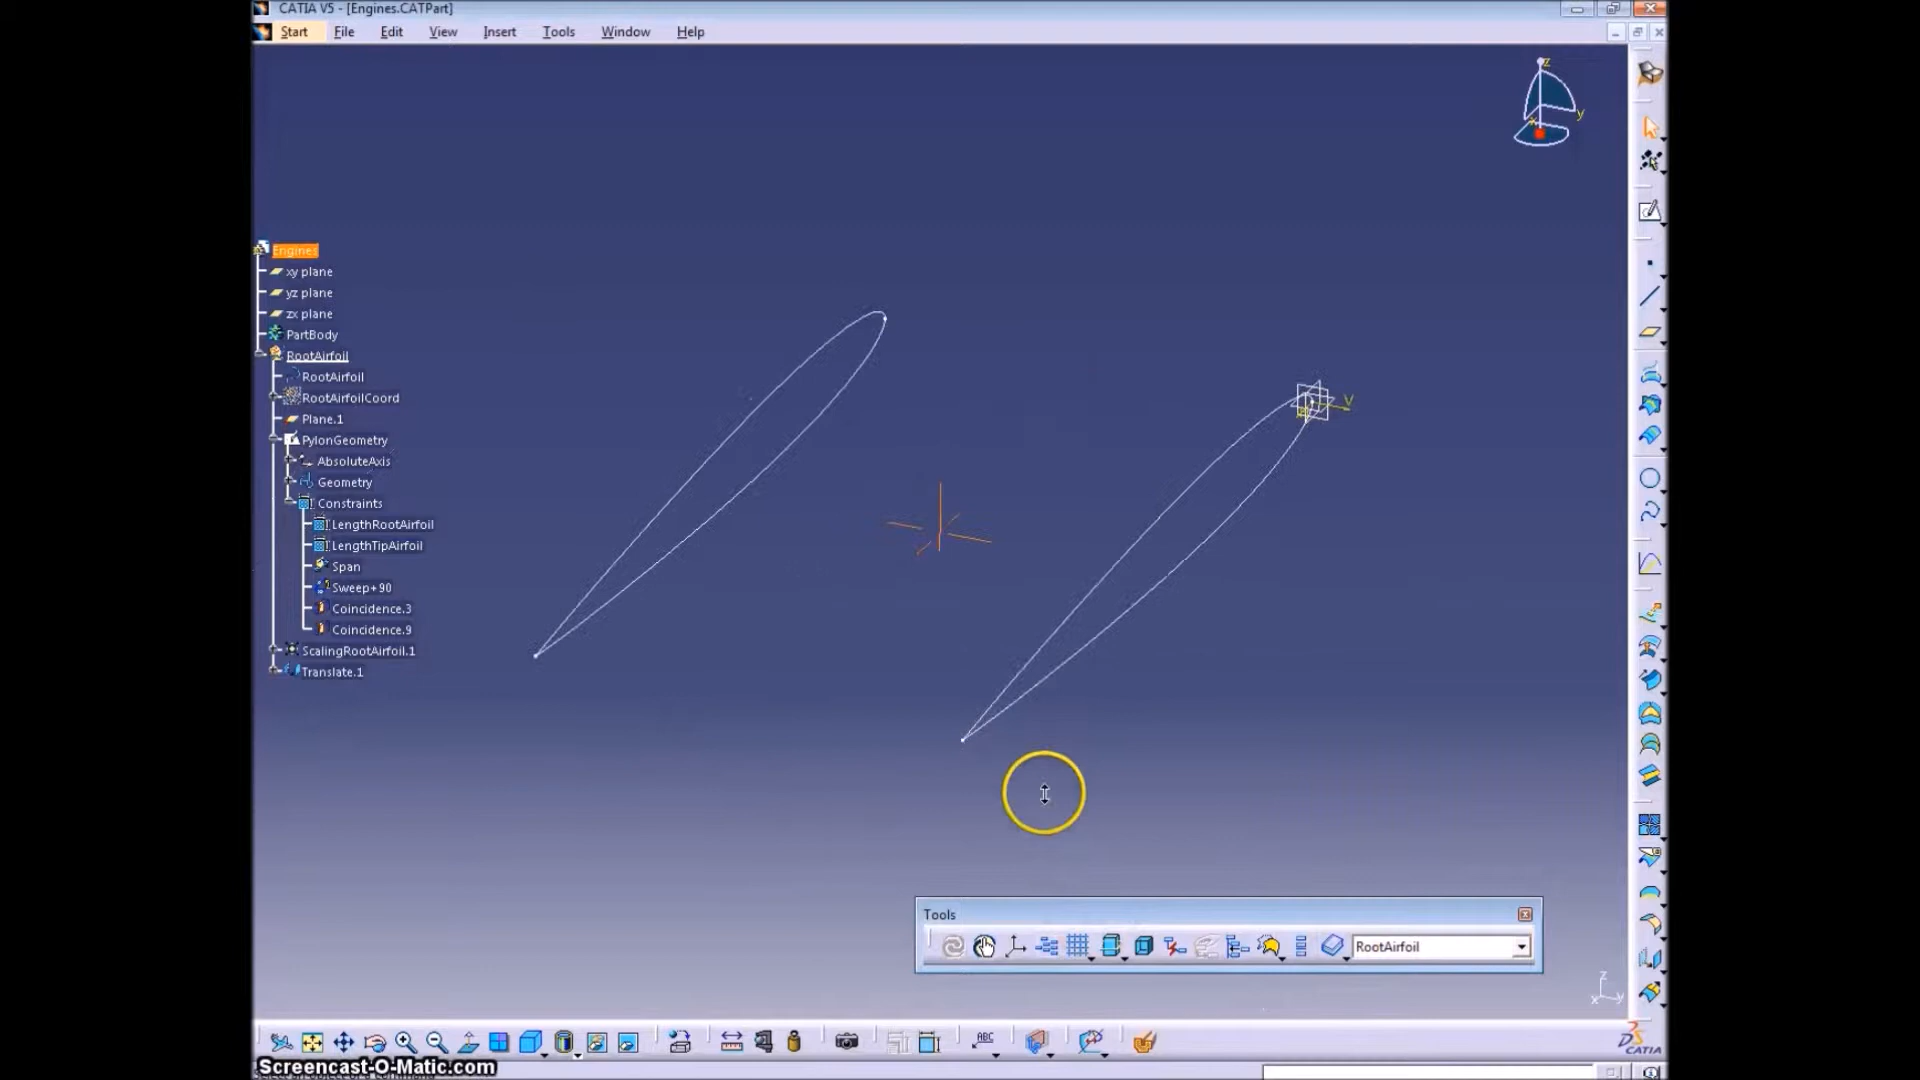 CATIA V5 - [Engines.CATPart]
Start File Edit View Insert Tools Window Help
z
y
x
Engines
xy plane
yz plane
zx plane
PartBody
RootAirfoil
RootAirfoil
RootAirfoilCoord
Plane.1
PylonGeometry
AbsoluteAxis
Geometry
Constraints
LengthRootAirfoil
LengthTipAirfoil
Span
Sweep+90
Coincidence.3
Coincidence.9
ScalingRootAirfoil.1
Translate.1
V
Tools
RootAirfoil
z
x y
ABC
CATIA
Screencast-O-Matic.com